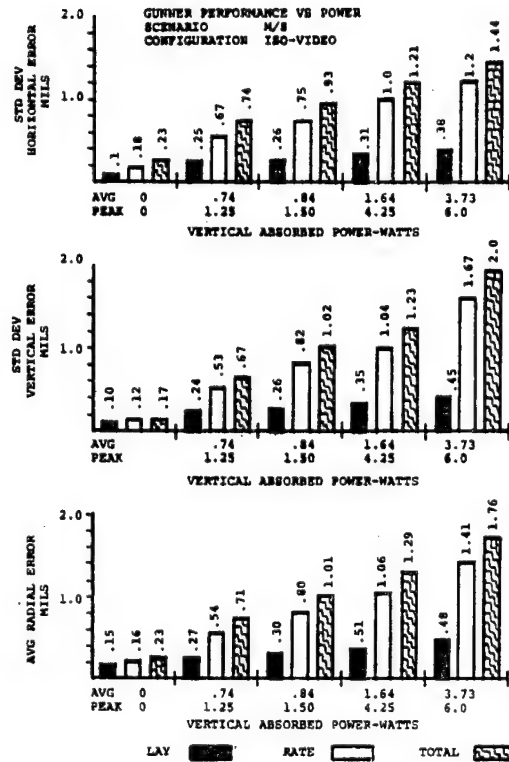 GUNNER PERFORMANCE VS POWER
SCENARIO M/S
CONFIGURATION ISO-VIDEO
STD DEV
HORIZONTAL ERROR
MILS
2.0
1.0
.1 .18 .23 .25 .67 .74 .26 .75 .93 .31 1.0 1.21 .38 1.2 1.44
AVG 0 .74 .84 1.64 3.73
PEAK 0 1.25 1.50 4.25 6.0
VERTICAL ABSORBED POWER-WATTS
STD DEV
VERTICAL ERROR
MILS
2.0
1.0
.10 .12 .17 .24 .53 .67 .26 .82 1.02 .35 1.04 1.23 .45 1.67 2.0
AVG .74 .84 1.64 3.73
PEAK 1.25 1.50 4.25 6.0
VERTICAL ABSORBED POWER-WATTS
AVG RADIAL ERROR
MILS
2.0
1.0
.15 .16 .23 .27 .54 .71 .30 .80 1.01 .51 1.06 1.29 .48 1.41 1.76
AVG 0 .74 .84 1.64 3.73
PEAK 0 1.25 1.50 4.25 6.0
VERTICAL ABSORBED POWER-WATTS
LAY RATE TOTAL